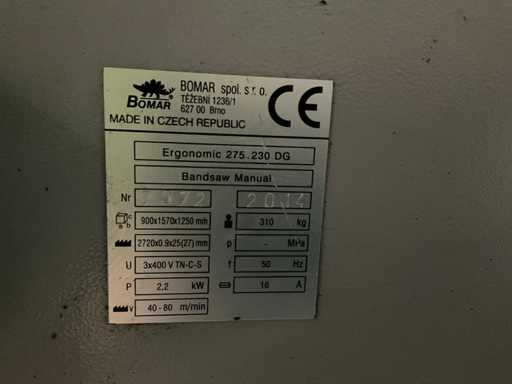 BOMAR
BOMAR spol. s r. o.
TĚŽEBNÍ 1236/1
627 00 Brno
MADE IN CZECH REPUBLIC
CE
Ergonomic 275.230 DG
Bandsaw Manual
Nr 2014
a b c 900x1570x1250 mm 310 kg
2720x0.9x25(27) mm p - MPa
U 3x400 V TN-C-S f 50 Hz
P 2,2 kW 16 A
v 40 - 80 m/min